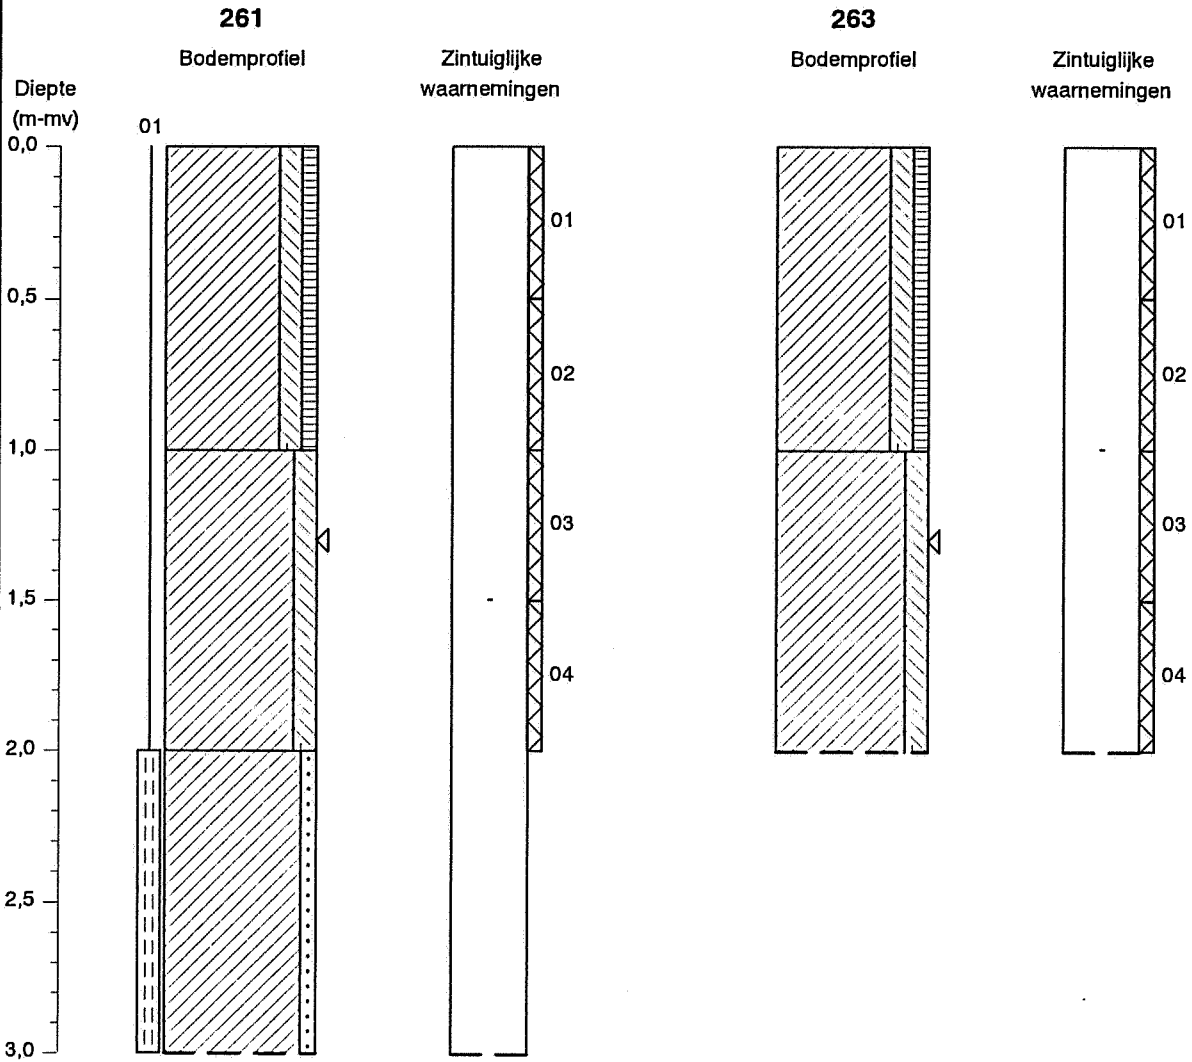 261
263
Bodemprofiel
Zintuiglijke
waarnemingen
Bodemprofiel
Zintuiglijke
waarnemingen
Diepte
(m-mv)
01
0,0
0,5
1,0
1,5
2,0
2,5
3,0
01
02
03
-
04
01
02
-
03
04